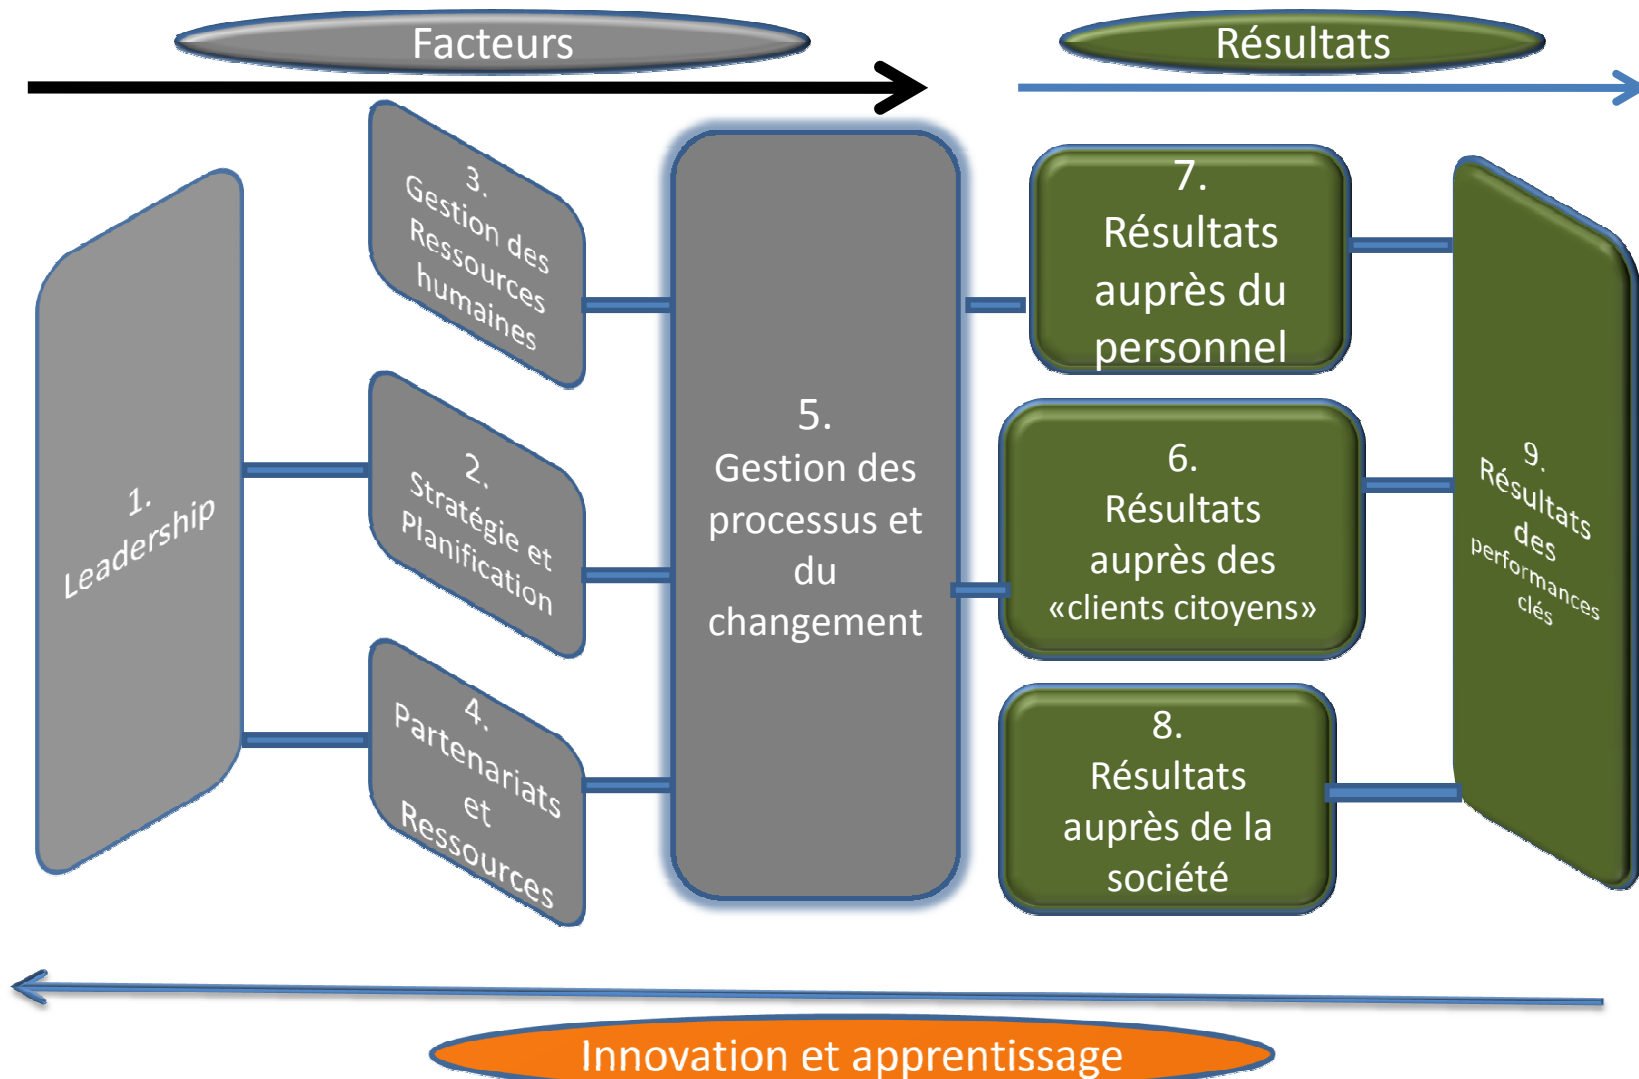 Facteurs
Résultats
1.
Leadership
3.
Gestion des
Ressources
humaines
2.
Stratégie et
Planification
4.
Partenariats
et
Ressources
5.
Gestion des
processus et
du
changement
7.
Résultats
auprès du
personnel
6.
Résultats
auprès des
«clients citoyens»
8.
Résultats
auprès de la
société
9.
Résultats
des
performances
clés
Innovation et apprentissage